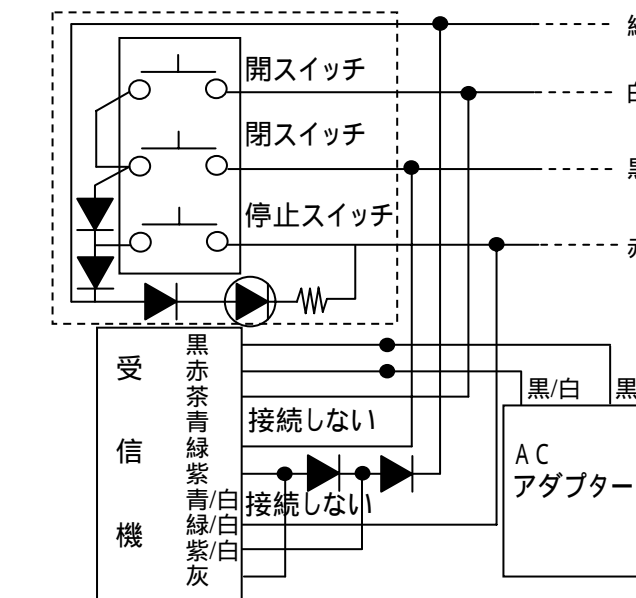 開スイッチ
白
閉スイッチ
停止スイッチ
受信機
黒
赤
茶
青 接続しない
緑
紫
青/白 接続しない
緑/白
紫/白
灰
黒/白
黒
AC
アダプター